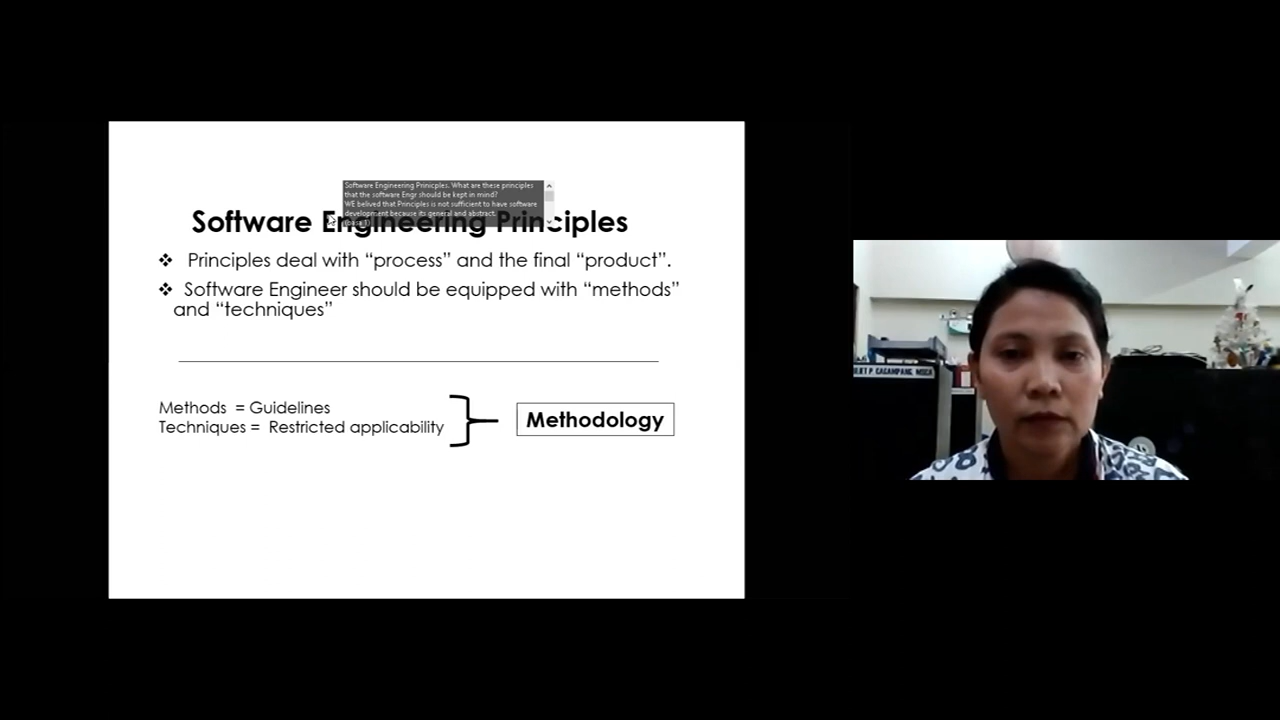 Software Engineering Prinicples. What are these principles
that the software Engr should be kept in mind?
WE belived that Principles is not sufficient to have software
development because its general and abstract.
Software Engineering Principles
❖ Principles deal with “process” and the final “product”.
❖ Software Engineer should be equipped with “methods”
and “techniques”
Methods = Guidelines
Techniques = Restricted applicability
Methodology
P CAGAMPANG,